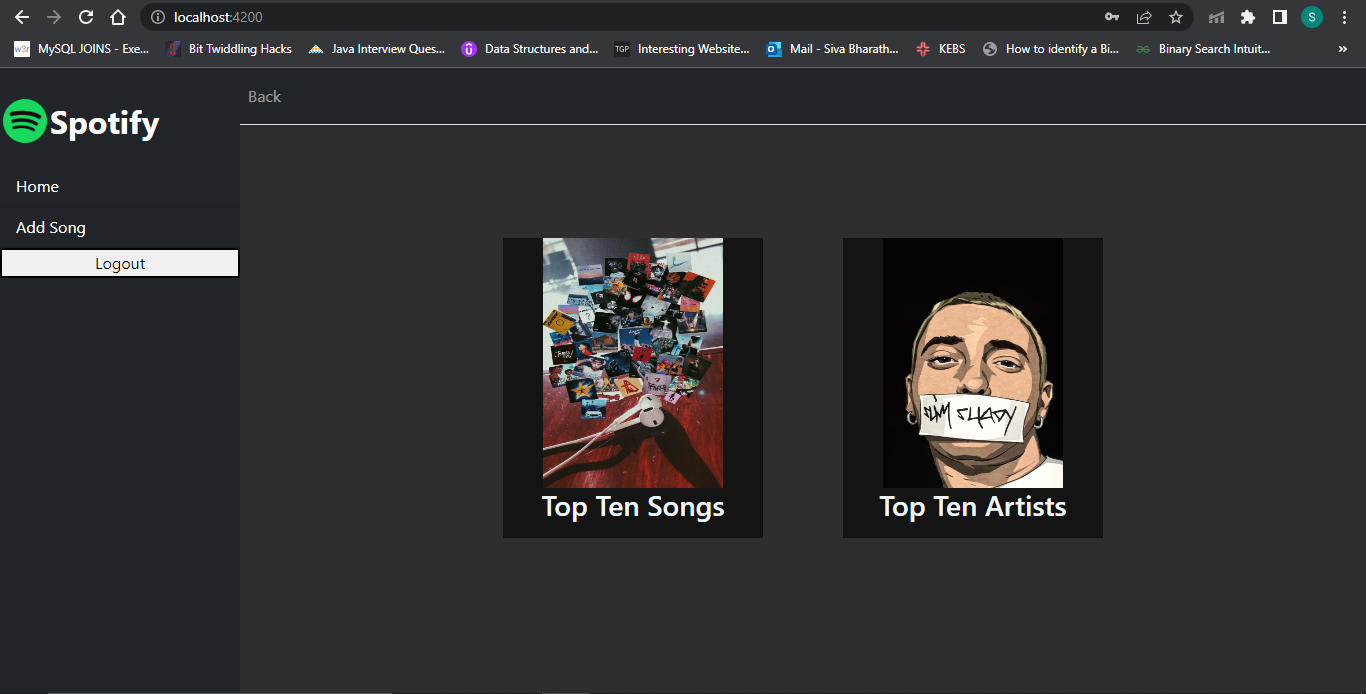 localhost:4200
S
w3r MySQL JOINS - Exe...
Bit Twiddling Hacks
Java Interview Ques...
Data Structures and...
TGP Interesting Website...
Mail - Siva Bharath...
KEBS
How to identify a Bi...
Binary Search Intuit...
»
Back
Spotify
Home
Add Song
Logout
SLIM SHADY
Top Ten Songs
Top Ten Artists